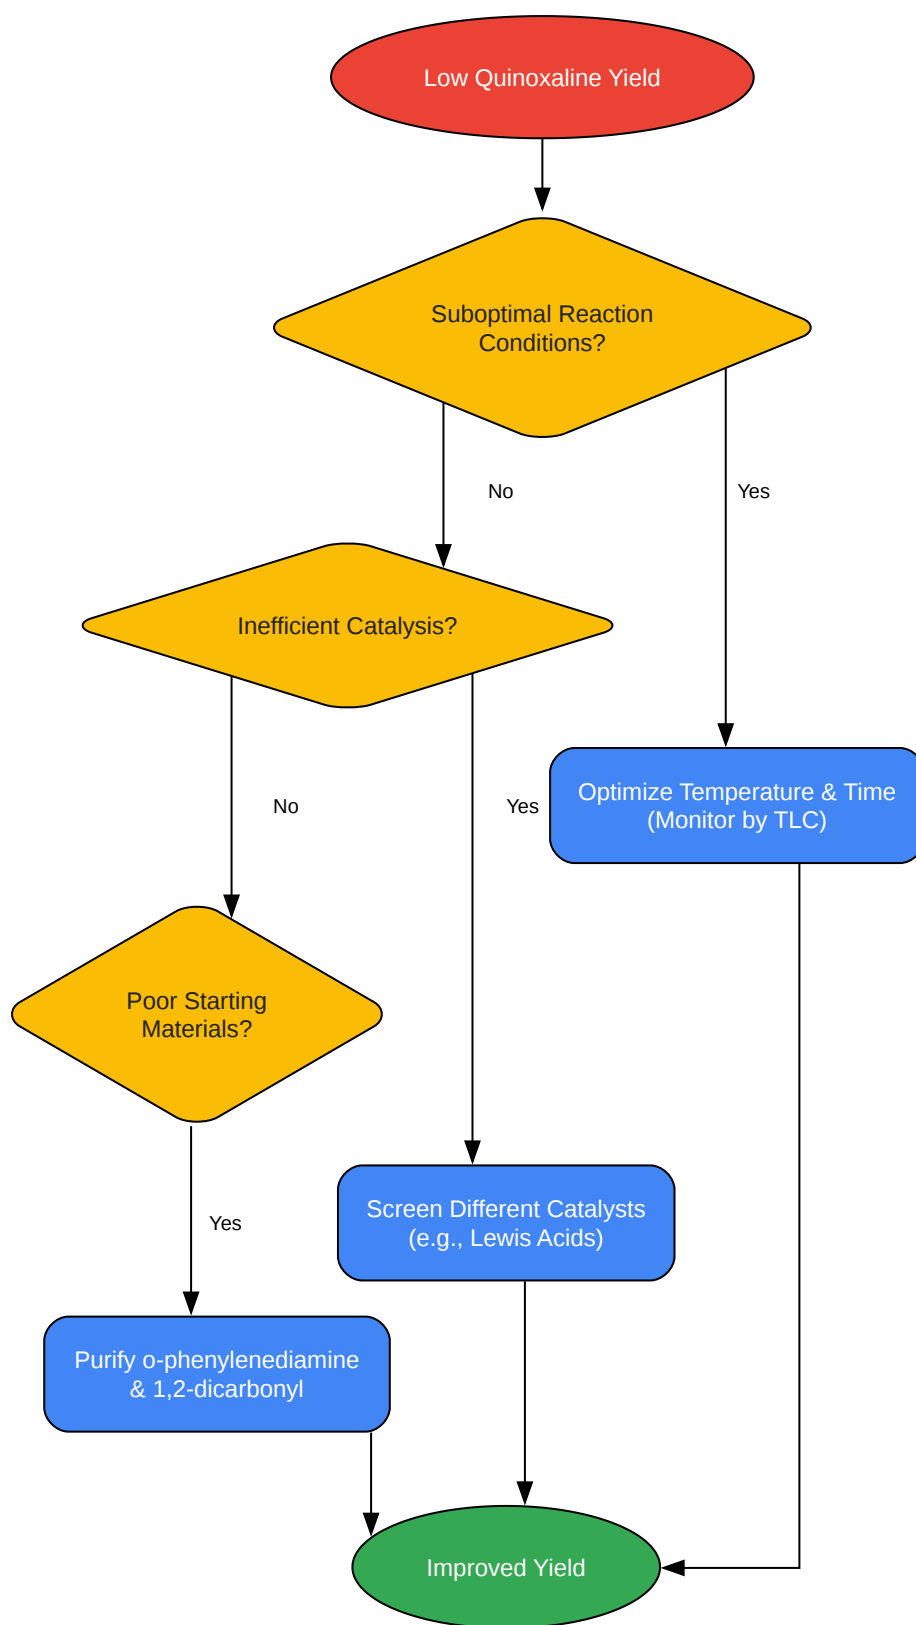 Low Quinoxaline Yield
Suboptimal Reaction
Conditions?
No
Yes
Inefficient Catalysis?
Optimize Temperature & Time
(Monitor by TLC)
No
Yes
Poor Starting
Materials?
Screen Different Catalysts
(e.g., Lewis Acids)
Yes
Purify o-phenylenediamine
& 1,2-dicarbonyl
Improved Yield